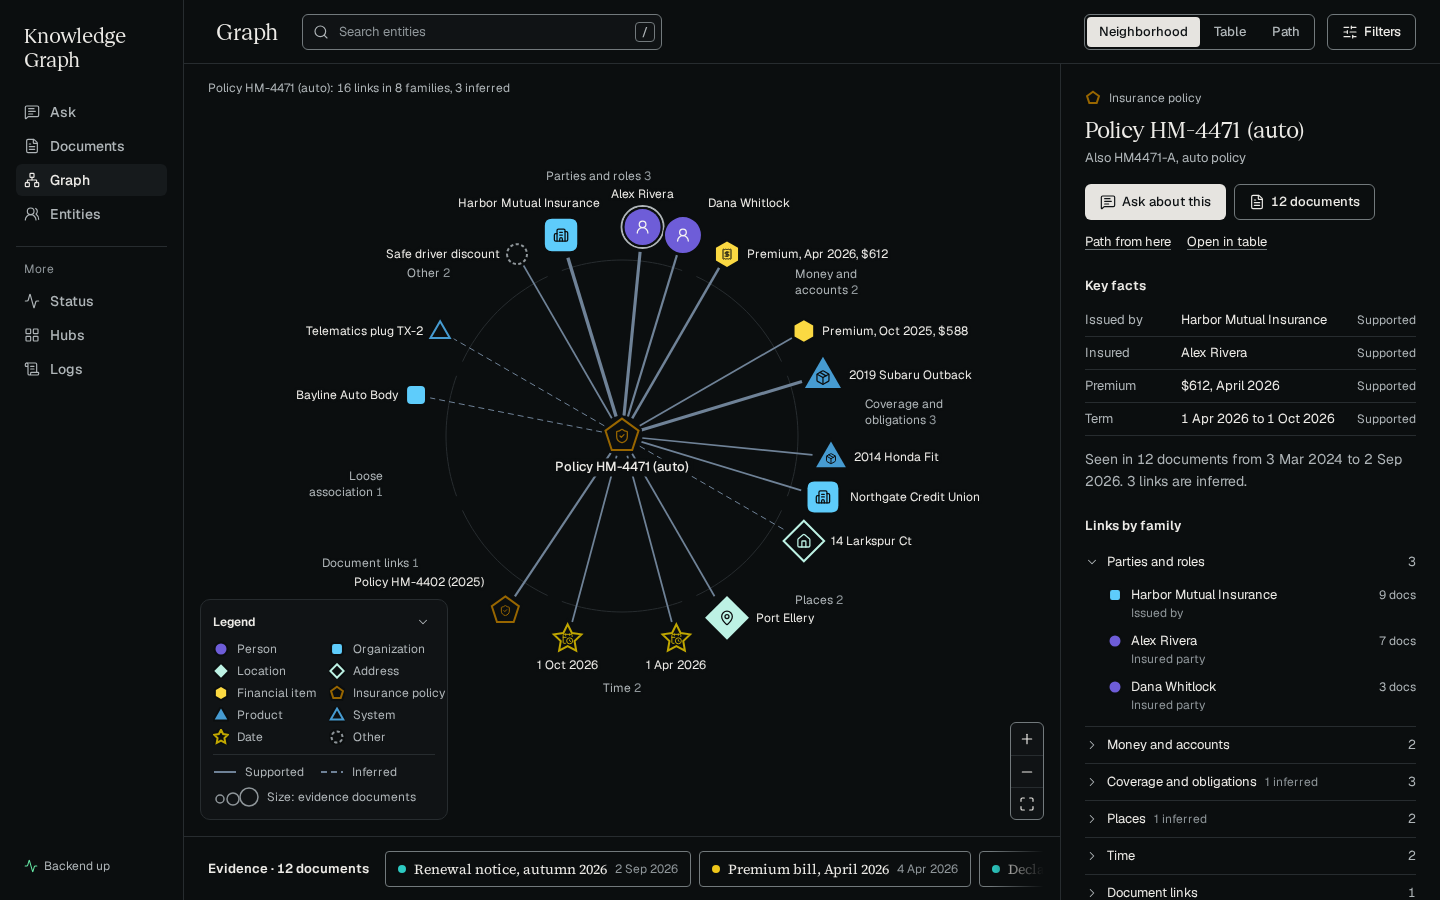 Knowledge
Graph
Ask
Documents
Graph
Entities
More
Status
Hubs
Logs
Backend up
Graph
Search entities
/
Neighborhood
Table
Path
Filters
Policy HM-4471 (auto): 16 links in 8 families, 3 inferred
Parties and roles 3
Alex Rivera
Harbor Mutual Insurance
Dana Whitlock
Safe driver discount
Other 2
Premium, Apr 2026, $612
Money and
accounts 2
Telematics plug TX-2
Premium, Oct 2025, $588
2019 Subaru Outback
Bayline Auto Body
Coverage and
obligations 3
Policy HM-4471 (auto)
2014 Honda Fit
Loose
association 1
Northgate Credit Union
14 Larkspur Ct
Document links 1
Policy HM-4402 (2025)
Places 2
Port Ellery
1 Oct 2026
1 Apr 2026
Time 2
Legend
Person
Organization
Location
Address
Financial item
Insurance policy
Product
System
Date
Other
Supported
Inferred
Size: evidence documents
Evidence · 12 documents
Renewal notice, autumn 2026 2 Sep 2026
Premium bill, April 2026 4 Apr 2026
Insurance policy
Policy HM-4471 (auto)
Also HM4471-A, auto policy
Ask about this
12 documents
Path from here
Open in table
Key facts
Issued by Harbor Mutual Insurance Supported
Insured Alex Rivera Supported
Premium $612, April 2026 Supported
Term 1 Apr 2026 to 1 Oct 2026 Supported
Seen in 12 documents from 3 Mar 2024 to 2 Sep
2026. 3 links are inferred.
Links by family
Parties and roles 3
Harbor Mutual Insurance 9 docs
Issued by
Alex Rivera 7 docs
Insured party
Dana Whitlock 3 docs
Insured party
Money and accounts 2
Coverage and obligations 1 inferred 3
Places 1 inferred 2
Time 2
Document links 1